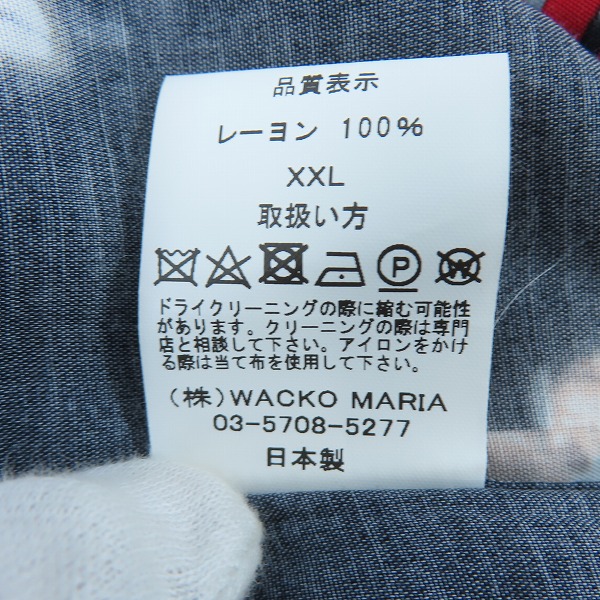 品質表示
レーヨン 100%
XXL
取扱い方
P W
ドライクリーニングの際に縮む可能性
があります。クリーニングの際は専門
店と相談して下さい。アイロンをかけ
る際は当て布を使用して下さい。
(株)WACKO MARIA
03-5708-5277
日本製